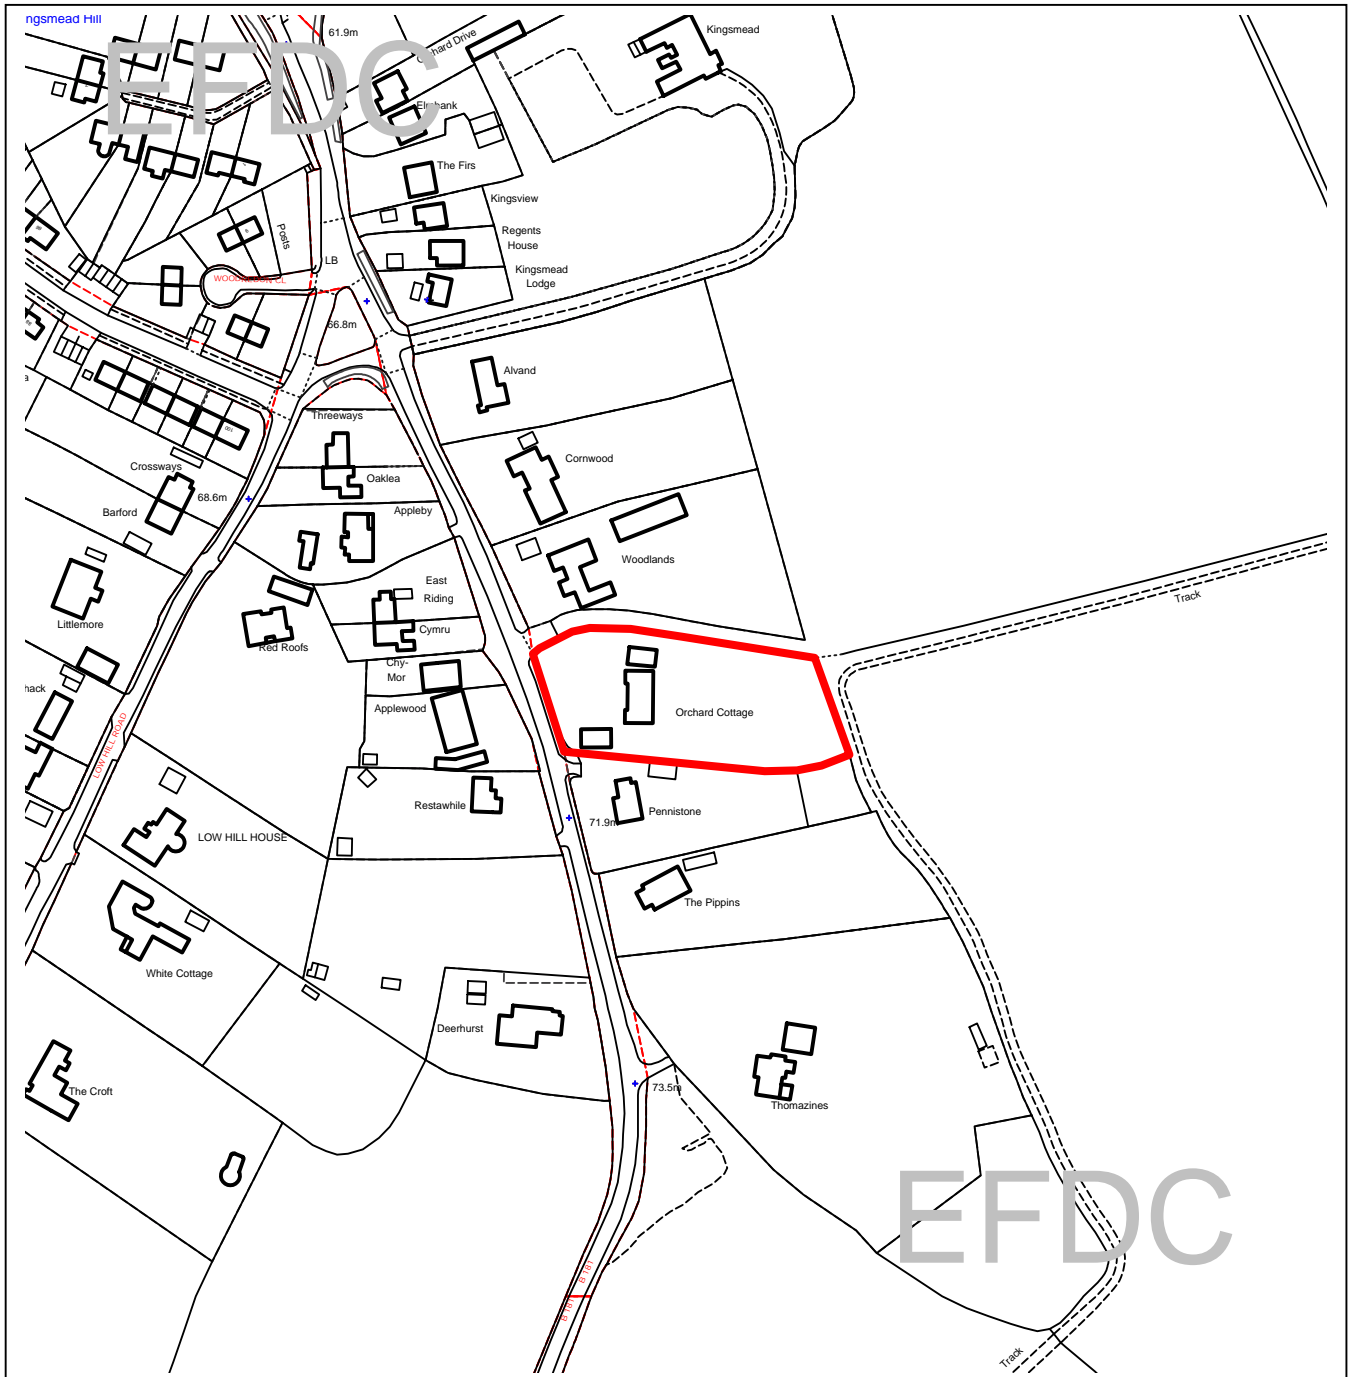 ngsmead Hill
61.9m
Orchard Drive
Kingsmead
EFDC
Elmbank
The Firs
Kingsview
Posts
Regents
House
LB
Kingsmead
Lodge
66.8m
Alvand
Threeways
Crossways
Cornwood
Oaklea
68.6m
Barford
Appleby
Woodlands
East
Riding
Track
Littlemore
Cymru
Red Roofs
Chy-
Mor
hack
Applewood
Orchard Cottage
LOW HILL ROAD
Restawhile
Pennistone
71.9m
LOW HILL HOUSE
The Pippins
White Cottage
Deerhurst
73.5m
The Croft
Thomazines
EFDC
B 181
B 181
Track